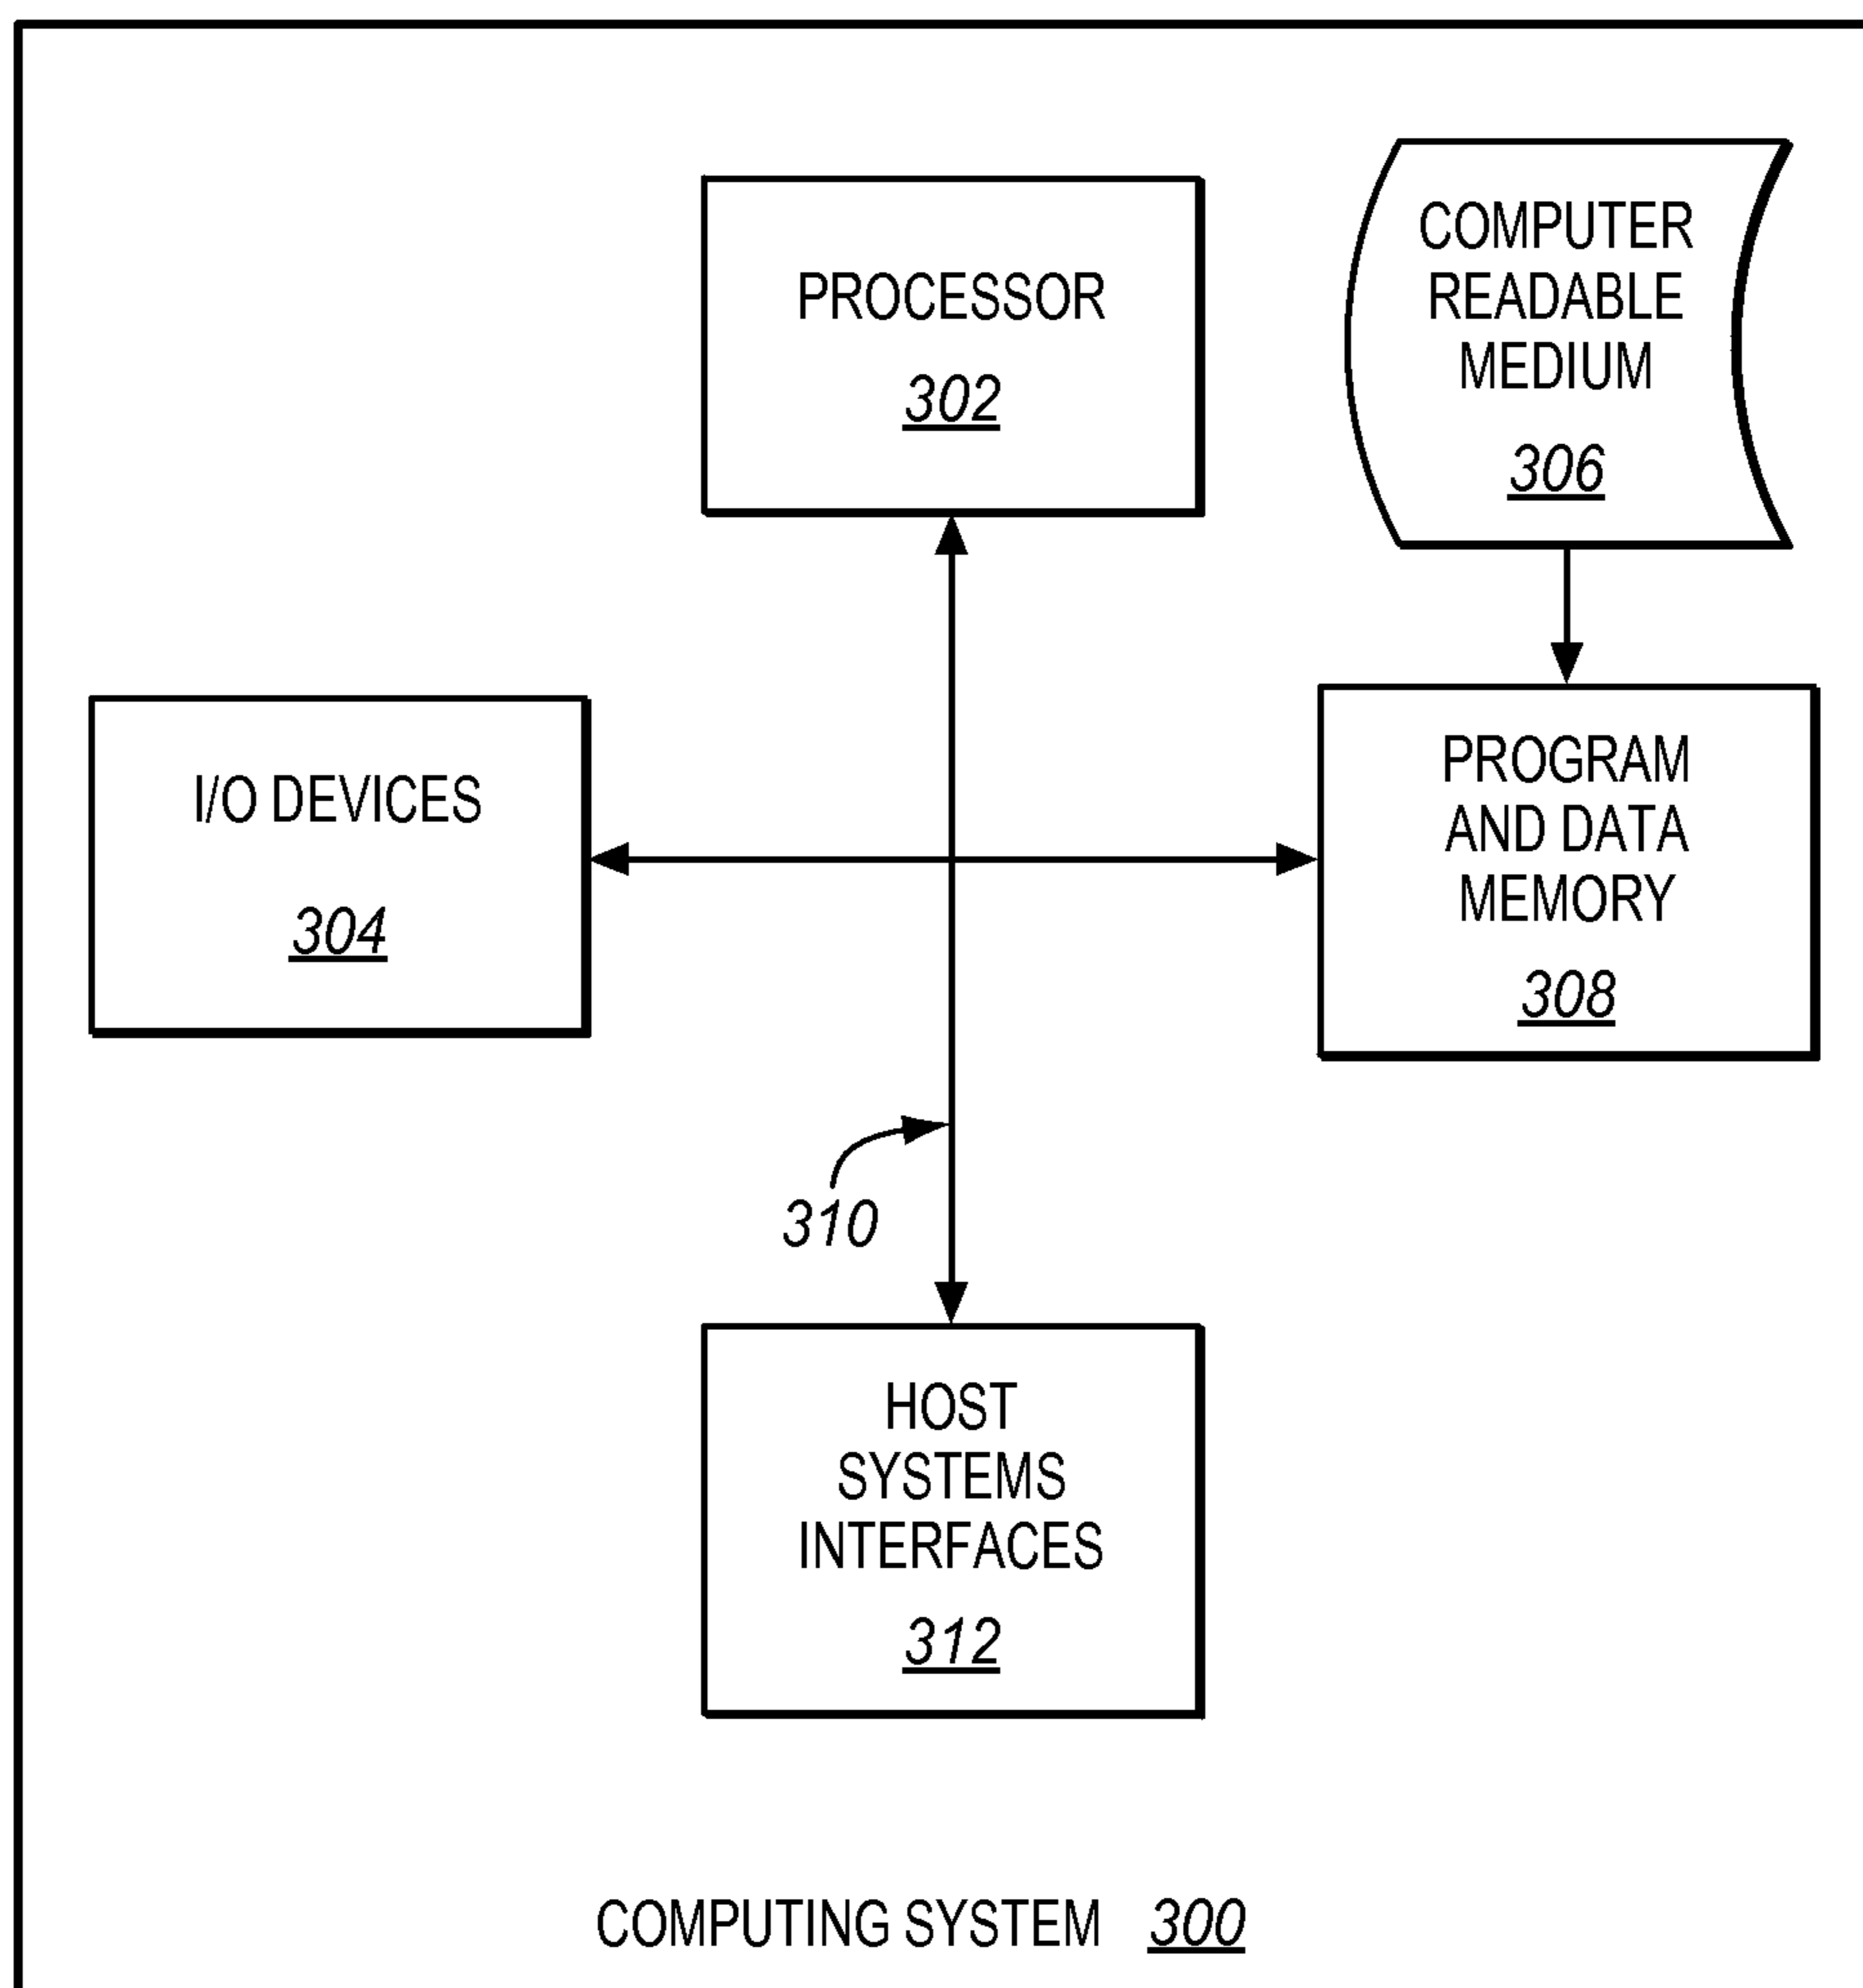 PROCESSOR
302
COMPUTER
READABLE
MEDIUM
306
I/O DEVICES
304
PROGRAM
AND DATA
MEMORY
308
310
HOST
SYSTEMS
INTERFACES
312
COMPUTING SYSTEM 300